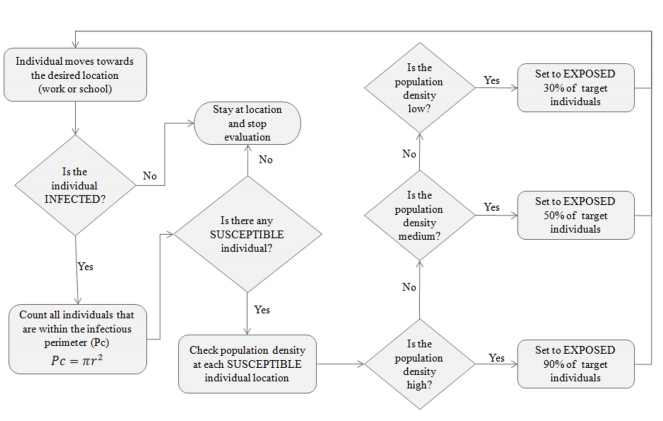 Individual moves towards
the desired location
(work or school)
Is the
individual
INFECTED?
No
Yes
Stay at location
and stop
evaluation
Count all individuals that
are within the infectious
perimeter (Pc)
Pc = πr²
Is there any
SUSCEPTIBLE
individual?
No
Yes
Check population density
at each SUSCEPTIBLE
individual location
Is the
population
density
high?
Yes
Set to EXPOSED
90% of target
individuals
No
Is the
population
density
medium?
Yes
Set to EXPOSED
50% of target
individuals
No
Is the
population
density
low?
Yes
Set to EXPOSED
30% of target
individuals